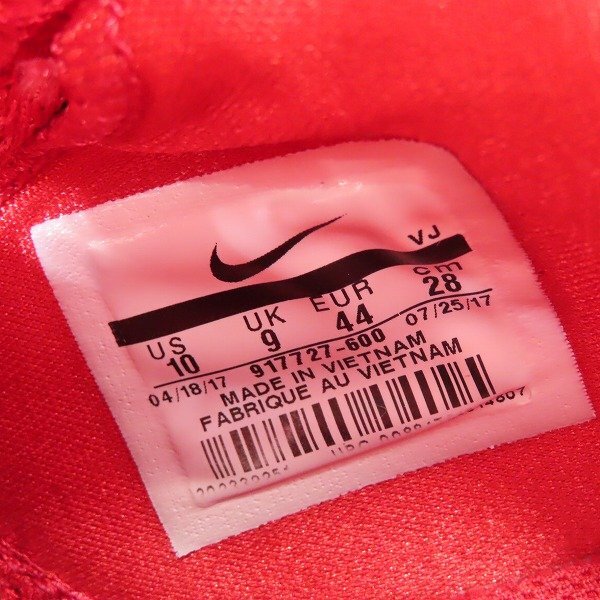 VJ
US UK EUR cm
10 9 44 28
04/18/17 917727-600 07/25/17
MADE IN VIETNAM
FABRIQUE AU VIETNAM